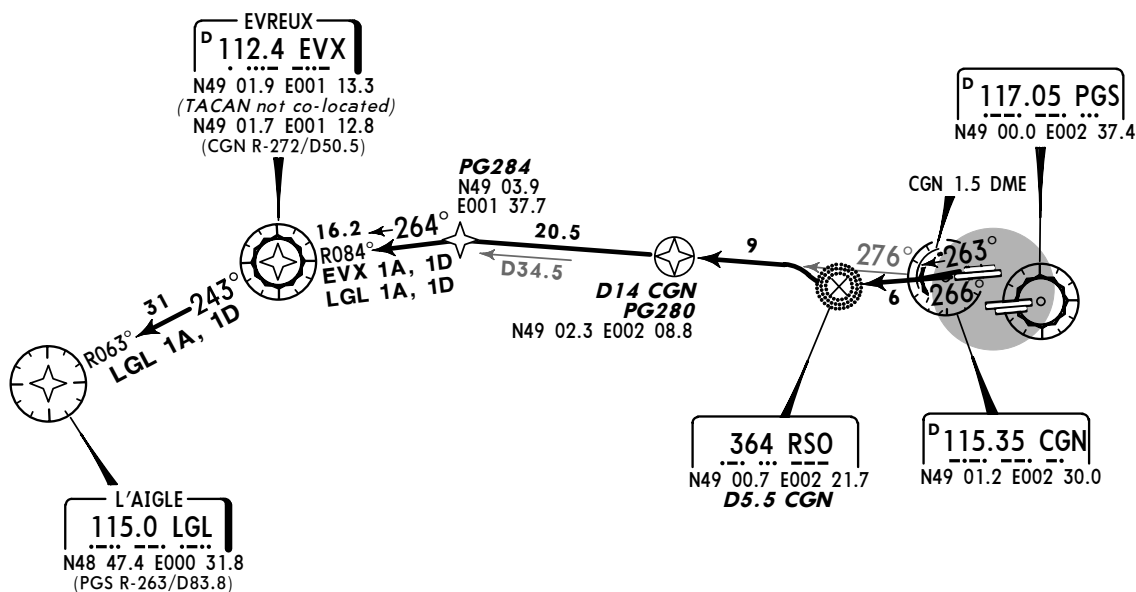 EVREUX
D 112.4 EVX
N49 01.9 E001 13.3
(TACAN not co-located)
N49 01.7 E001 12.8
(CGN R-272/D50.5)
D 117.05 PGS
N49 00.0 E002 37.4
PG284
N49 03.9
E001 37.7
CGN 1.5 DME
16.2
264°
R084°
EVX 1A, 1D
LGL 1A, 1D
20.5
D34.5
9
276°
263°
266°
6
D14 CGN
PG280
N49 02.3 E002 08.8
31
243°
R063°
LGL 1A, 1D
364 RSO
N49 00.7 E002 21.7
D5.5 CGN
D 115.35 CGN
N49 01.2 E002 30.0
L'AIGLE
115.0 LGL
N48 47.4 E000 31.8
(PGS R-263/D83.8)